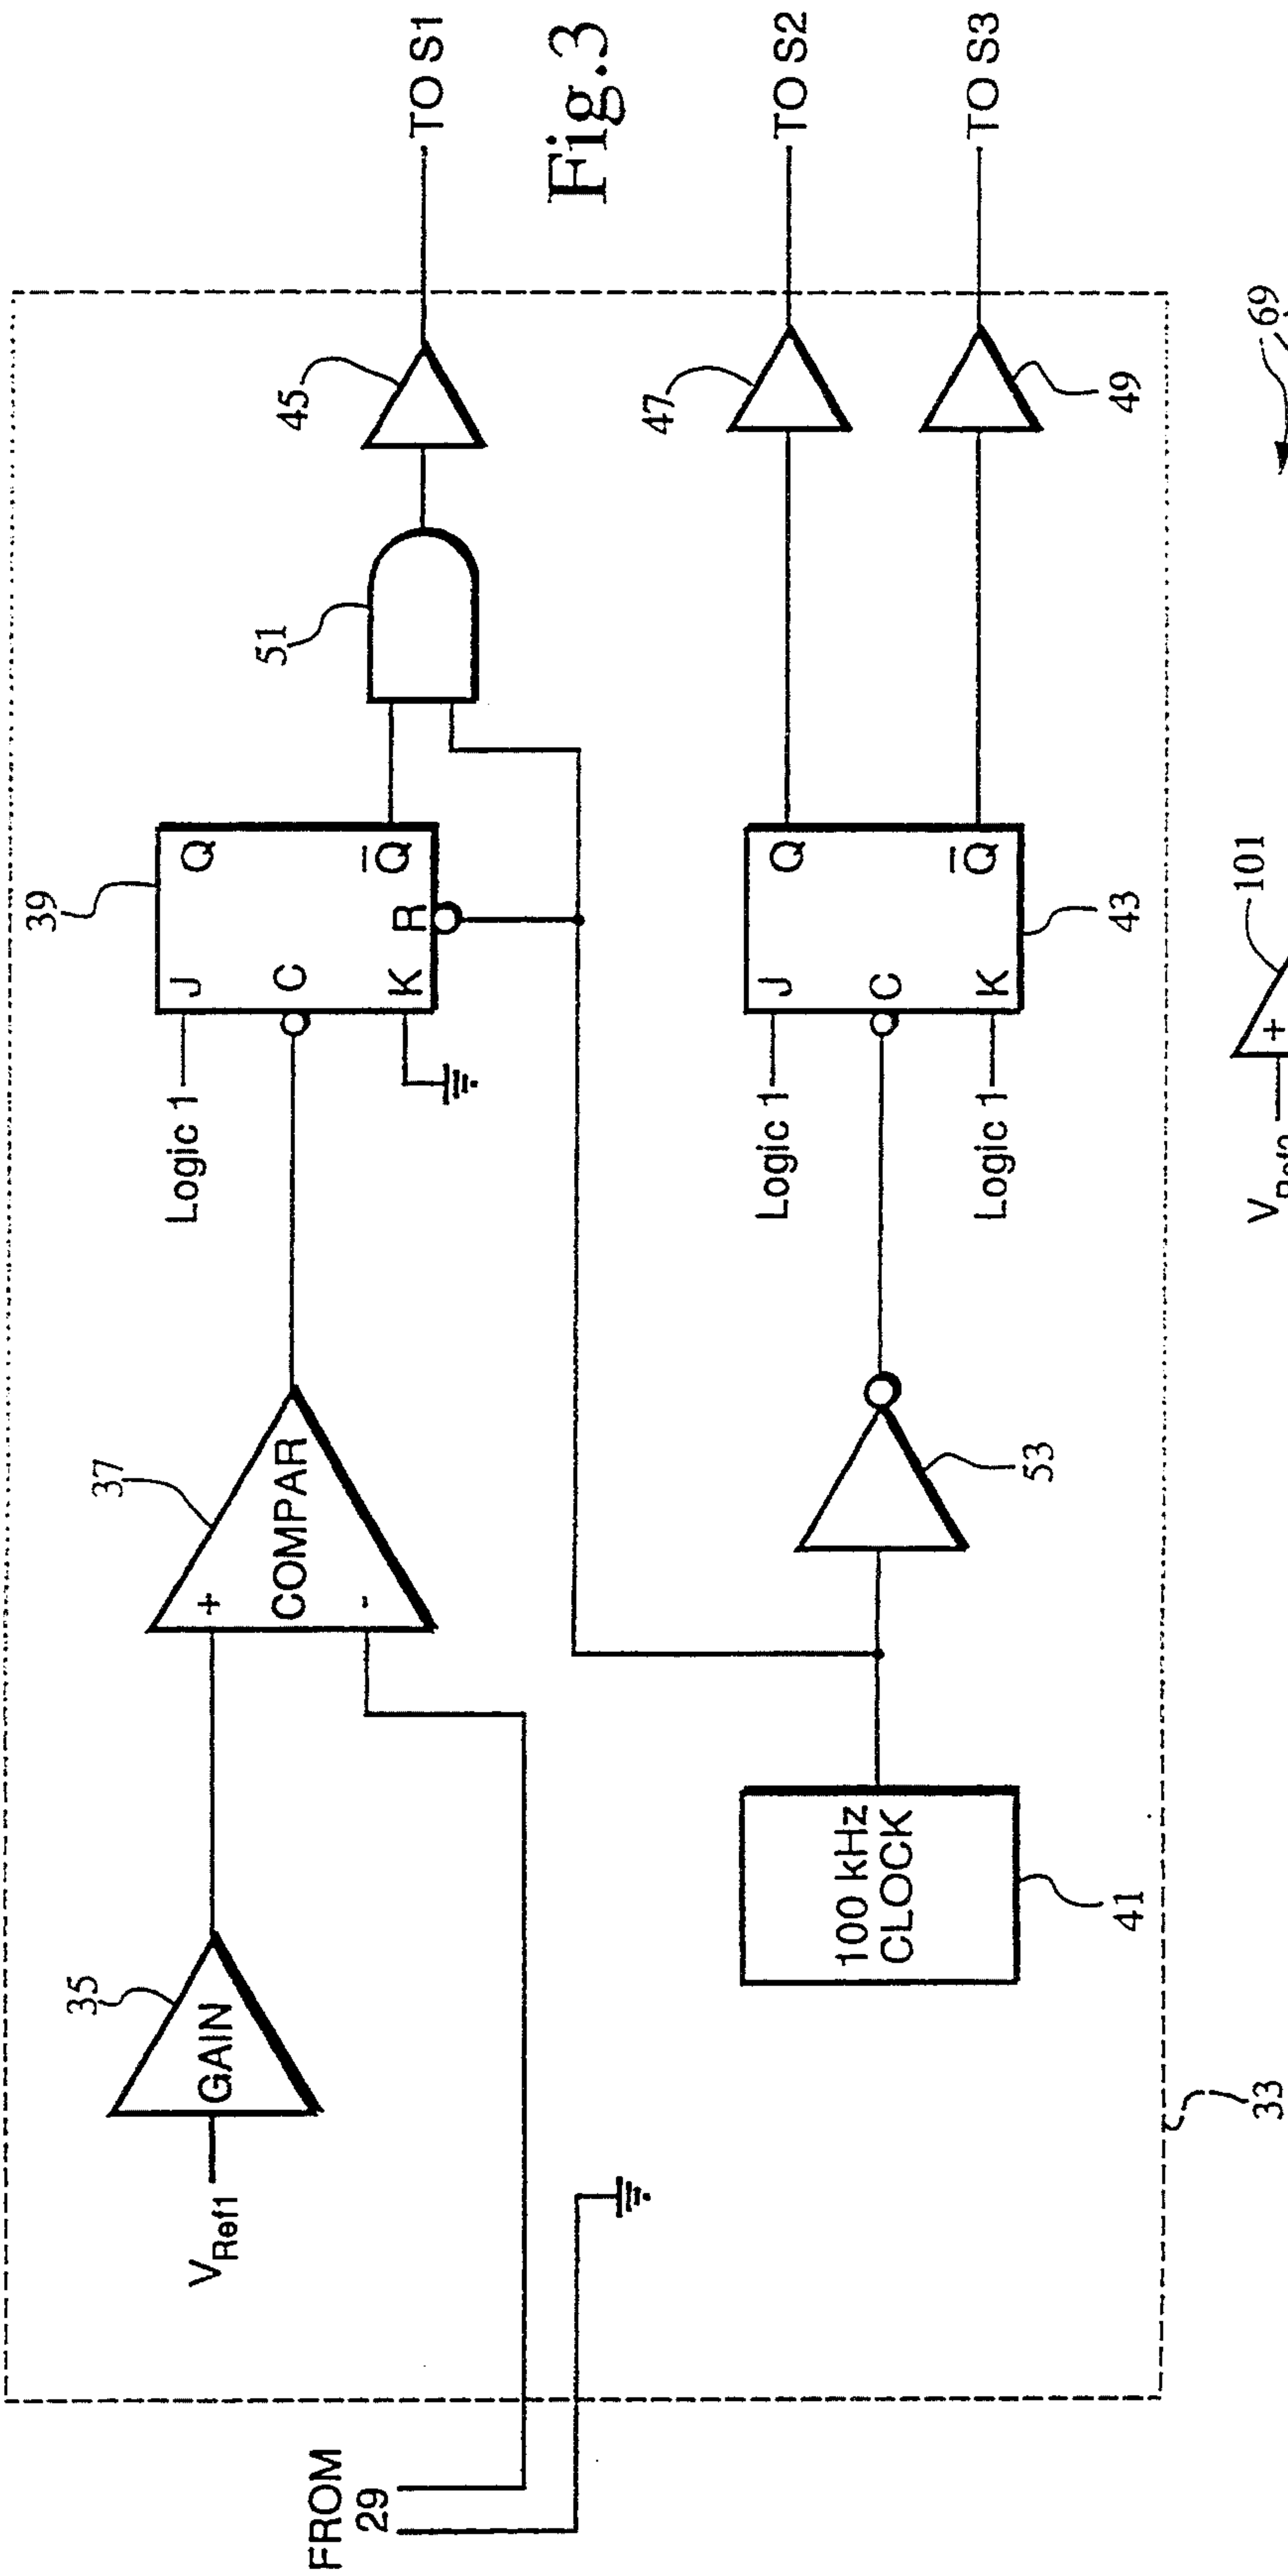 35
GAIN
V Ref1
37
+
COMPAR
-
39
Logic 1
J
Q
C
K
R
Q
51
45
TO S1
Fig.3
FROM
29
100 kHz
CLOCK
41
53
Logic 1
J
Q
C
Logic 1
K
Q
43
47
TO S2
49
TO S3
33
+
101
69